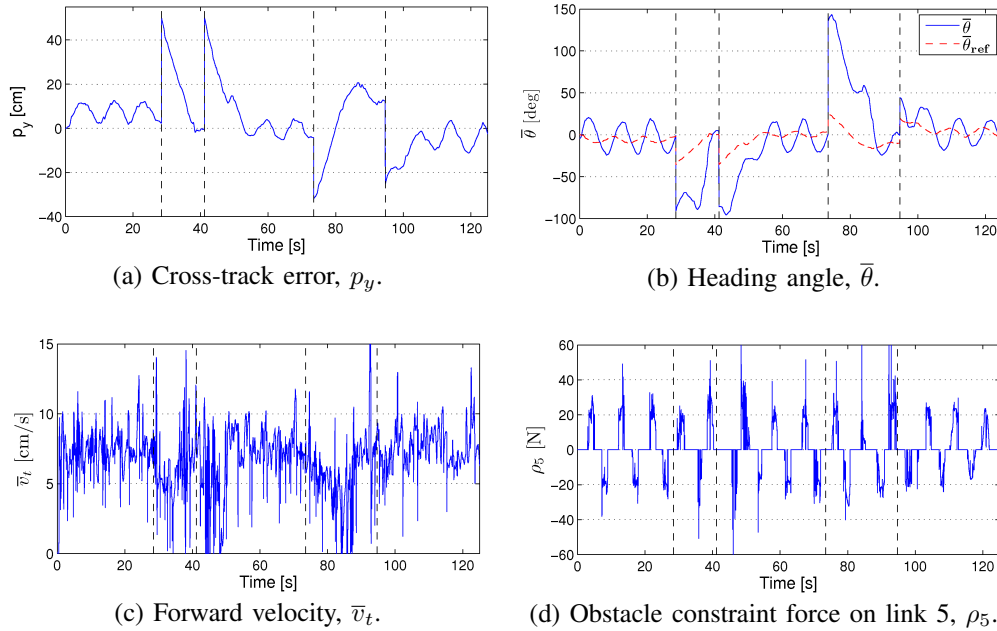 40
20
0
−20
−40
p_y [cm]
0 20 40 60 80 100 120
Time [s]
(a) Cross-track error, p_y.
150
100
50
0
−50
−100
θ̅ [deg]
θ̅
θ̅_ref
0 20 40 60 80 100 120
Time [s]
(b) Heading angle, θ̅.
15
10
5
0
v̅_t [cm/s]
0 20 40 60 80 100 120
Time [s]
(c) Forward velocity, v̅_t.
60
40
20
0
−20
−40
−60
ρ_5 [N]
0 20 40 60 80 100 120
Time [s]
(d) Obstacle constraint force on link 5, ρ_5.